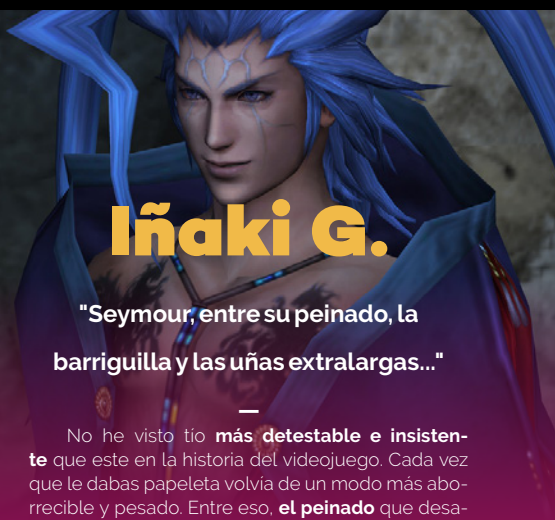 Iñaki G.
"Seymour, entre su peinado, la
barriguilla y las uñas extralargas..."
No he visto tío más detestable e insisten-
te que este en la historia del videojuego. Cada vez
que le dabas papeleta volvía de un modo más abo-
rrecible y pesado. Entre eso, el peinado que desa-